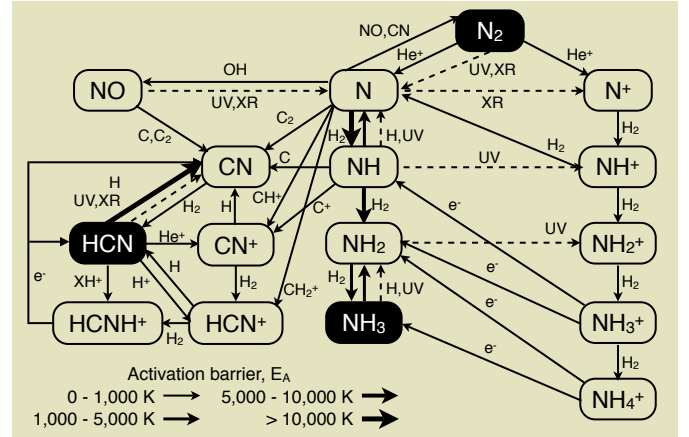 NO,CN
N₂
He⁺
He⁺
UV,XR
OH
NO
N
N⁺
UV,XR
XR
C₂
H₂
H,UV
H₂
H₂
C,C₂
CN
C
NH
UV
NH⁺
H
UV,XR
H₂
H
CH⁺
C⁺
H₂
e⁻
H₂
HCN
He⁺
CN⁺
NH2
UV
NH₂⁺
XH⁺
H⁺
H
H₂
CH₂⁺
H₂
H,UV
e⁻
e⁻
H₂
e⁻
HCNH⁺
H₂
HCN⁺
NH₃
NH₃⁺
e⁻
H₂
Activation barrier, E_A
0 - 1,000 K
5,000 - 10,000 K
1,000 - 5,000 K
> 10,000 K
NH₄⁺